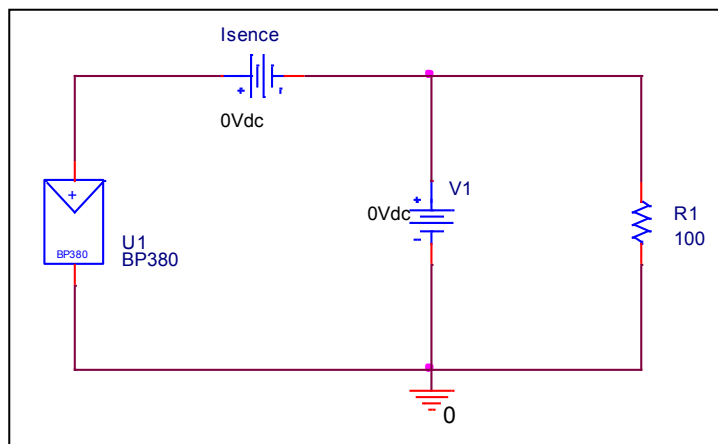 Isence
+
0Vdc
+
BP380
U1
BP380
+
V1
0Vdc
-
R1
100
0